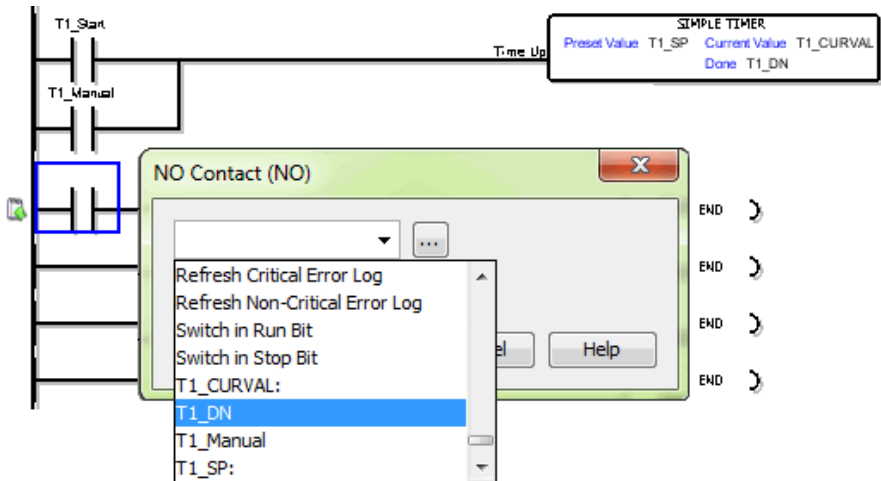 T1_Start
SIMPLE TIMER
Time Up Preset Value T1_SP Current Value T1_CURVAL
Done T1_DN
T1_Manual
NO Contact (NO)
...
END
Refresh Critical Error Log
END
Refresh Non-Critical Error Log
Switch in Run Bit
END
Switch in Stop Bit
el Help
T1_CURVAL:
END
T1_DN
T1_Manual
T1_SP: